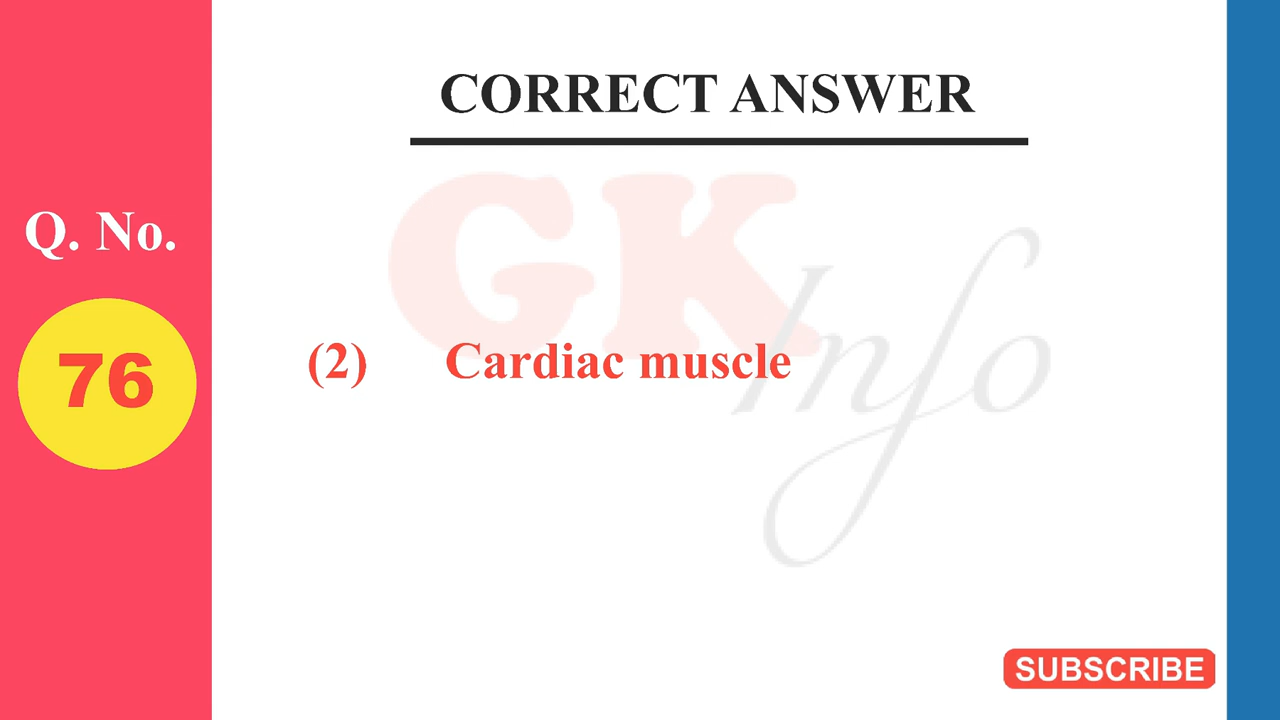 CORRECT ANSWER
GK
Info
Q. No.
76
(2) Cardiac muscle
SUBSCRIBE